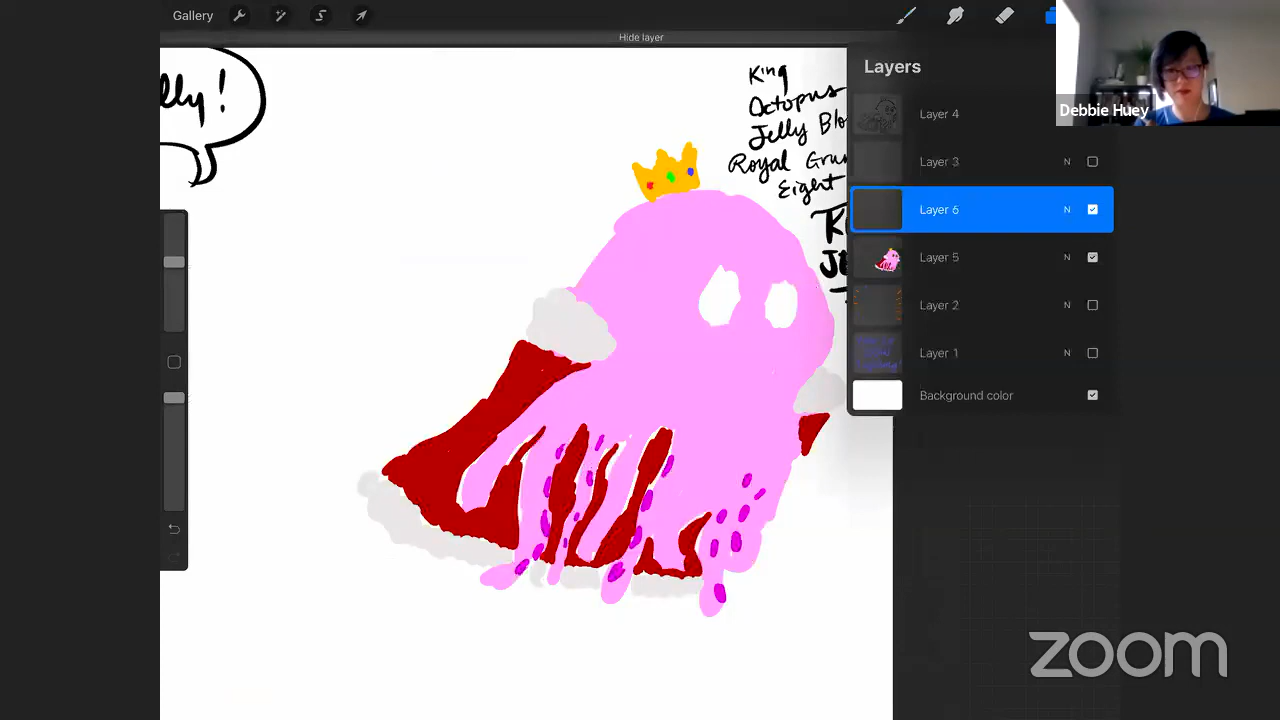 Gallery
Hide layer
lly!
King
Octopus
Jelly
Royal
Eight
Layers
Layer 4
Layer 3
N
Layer 6
N
Layer 5
N
Layer 2
N
Layer 1
N
Background color
Debbie Huey
zoom